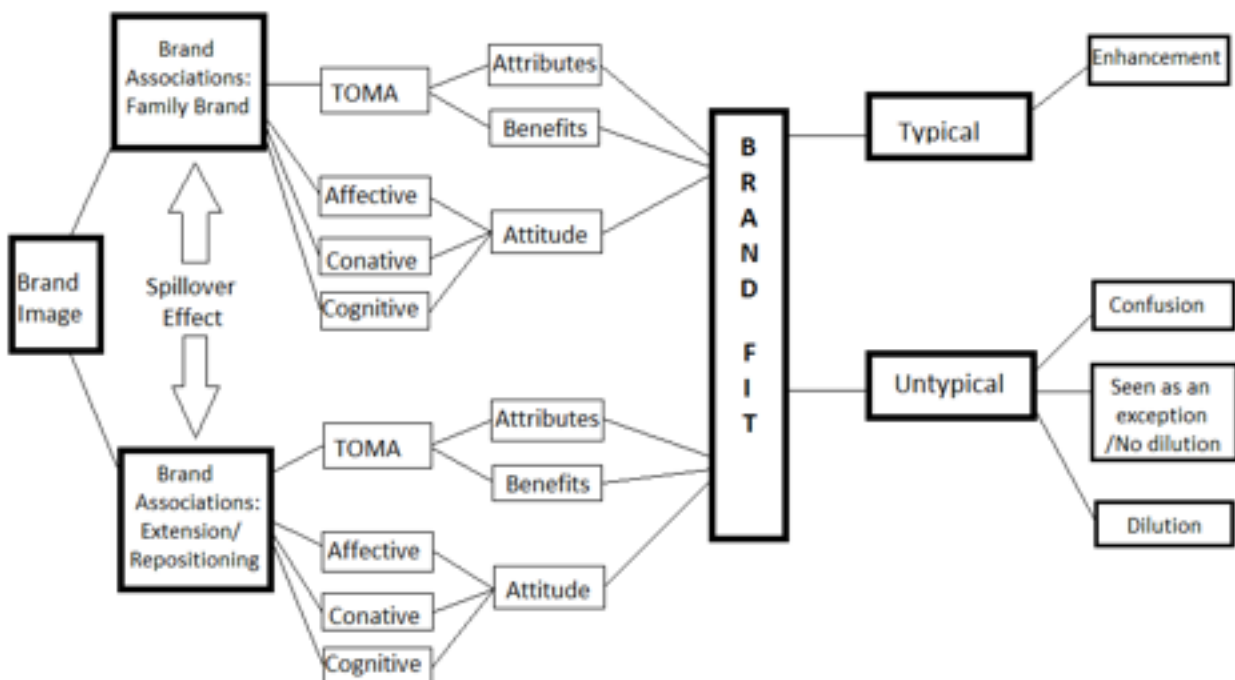 Brand
Image
Brand
Associations:
Family Brand
Spillover
Effect
Brand
Associations:
Extension/
Repositioning
TOMA
Affective
Conative
Cognitive
Attributes
Benefits
Attitude
TOMA
Affective
Conative
Cognitive
Attributes
Benefits
Attitude
B
R
A
N
D
F
I
T
Typical
Enhancement
Untypical
Confusion
Seen as an
exception
/No dilution
Dilution